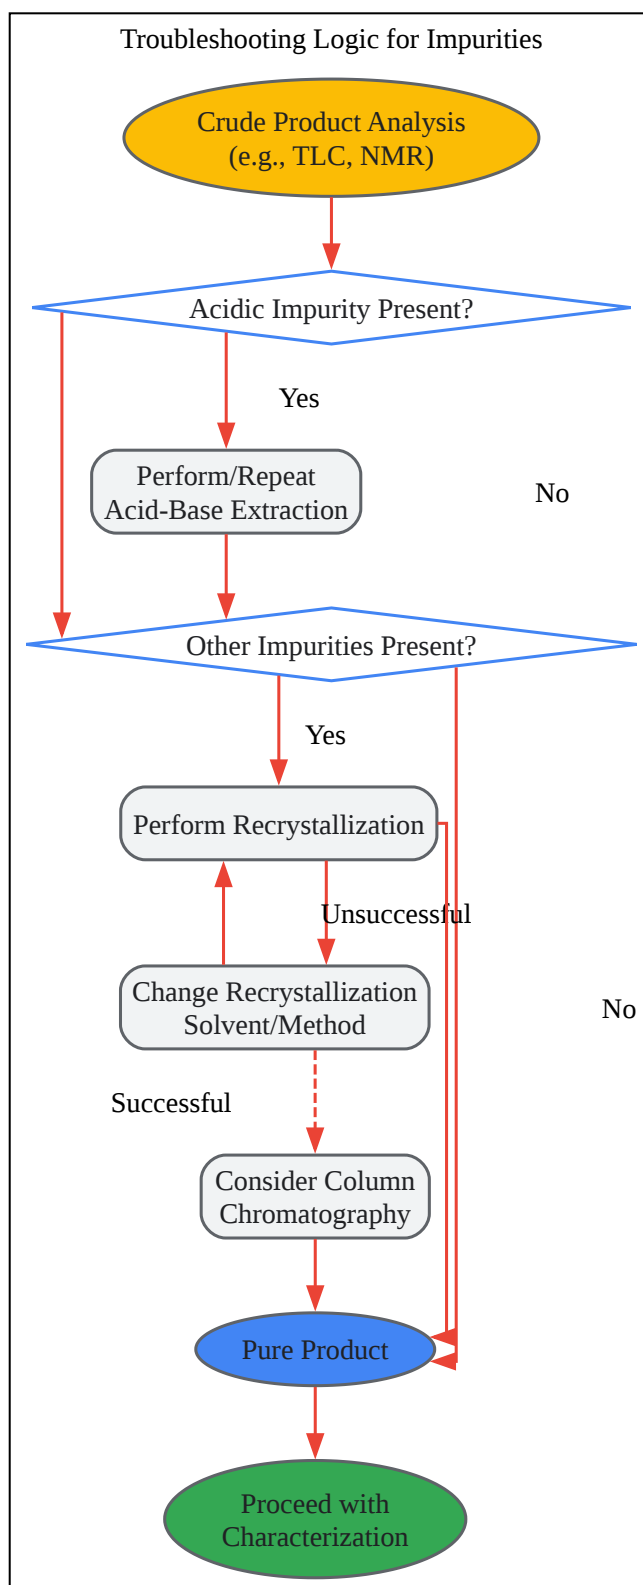 Troubleshooting Logic for Impurities
Crude Product Analysis
(e.g., TLC, NMR)
Acidic Impurity Present?
Yes
Perform/Repeat
Acid-Base Extraction
No
Other Impurities Present?
Yes
Perform Recrystallization
Unsuccessful
Change Recrystallization
Solvent/Method
No
Successful
Consider Column
Chromatography
Pure Product
Proceed with
Characterization